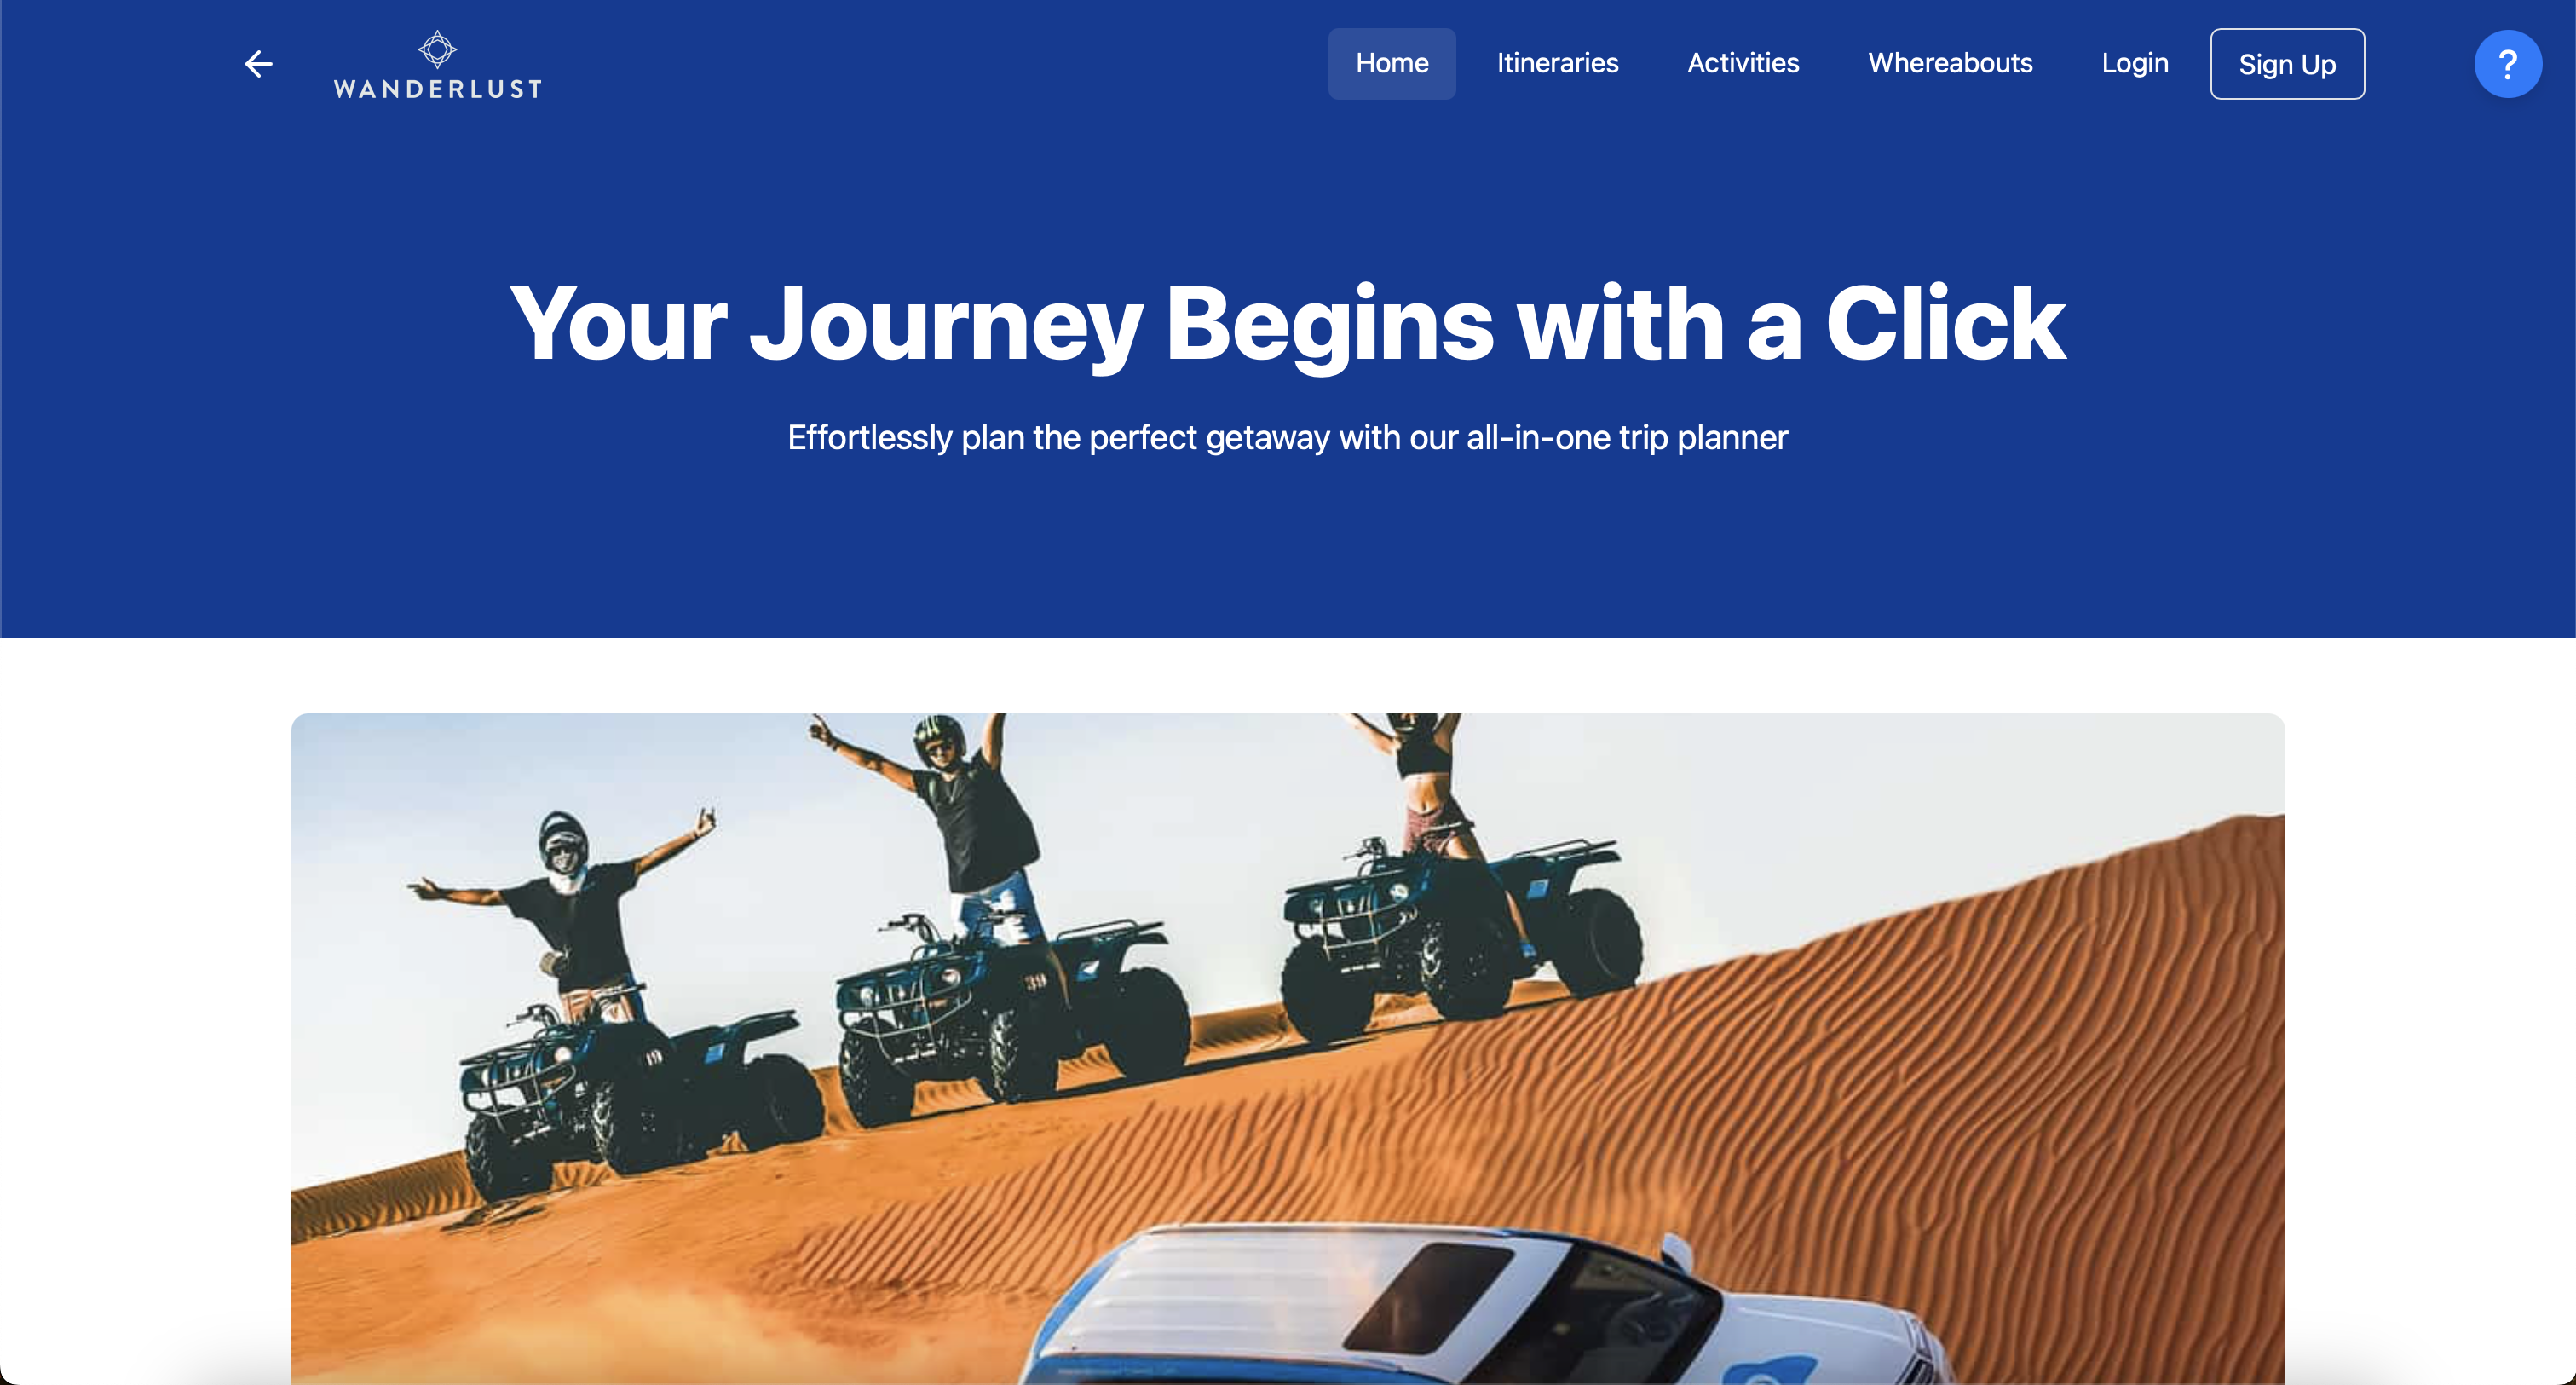 WANDERLUST
Home Itineraries Activities Whereabouts Login Sign Up ?
Your Journey Begins with a Click
Effortlessly plan the perfect getaway with our all-in-one trip planner